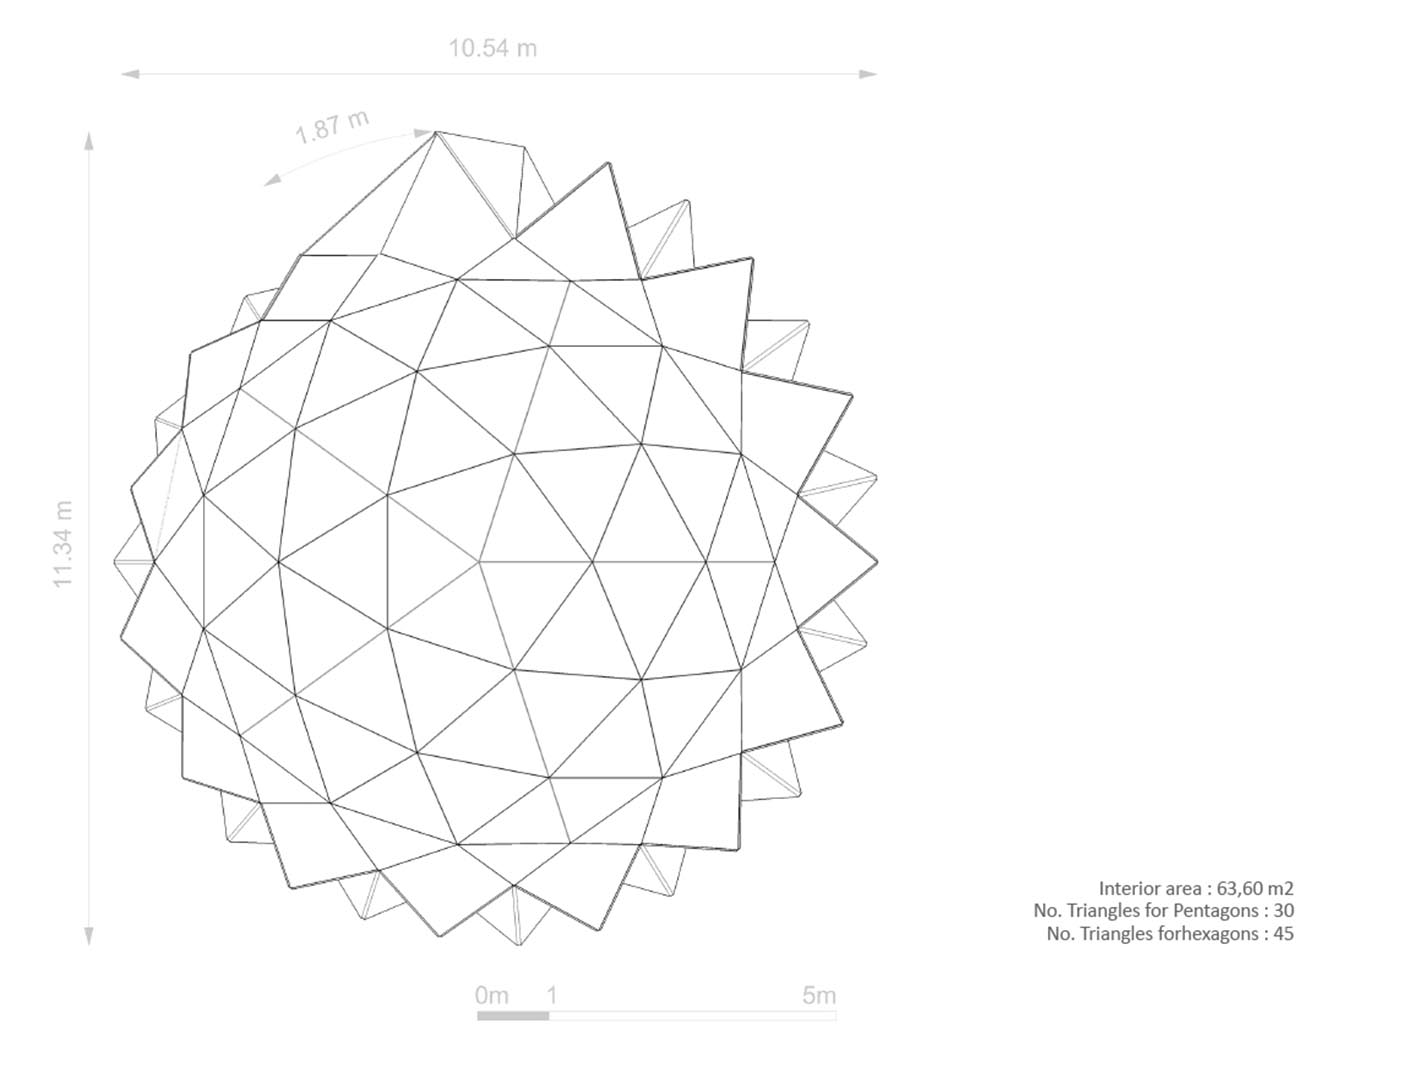 10.54 m
1.87 m
11.34 m
Interior area : 63,60 m2
No. Triangles for Pentagons : 30
No. Triangles forhexagons : 45
0m 1 5m